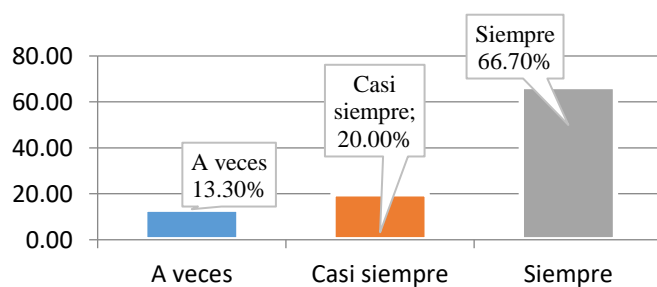 80.00
60.00
40.00
20.00
0.00
Siempre
66.70%
Casi
siempre;
20.00%
A veces
13.30%
A veces
Casi siempre
Siempre